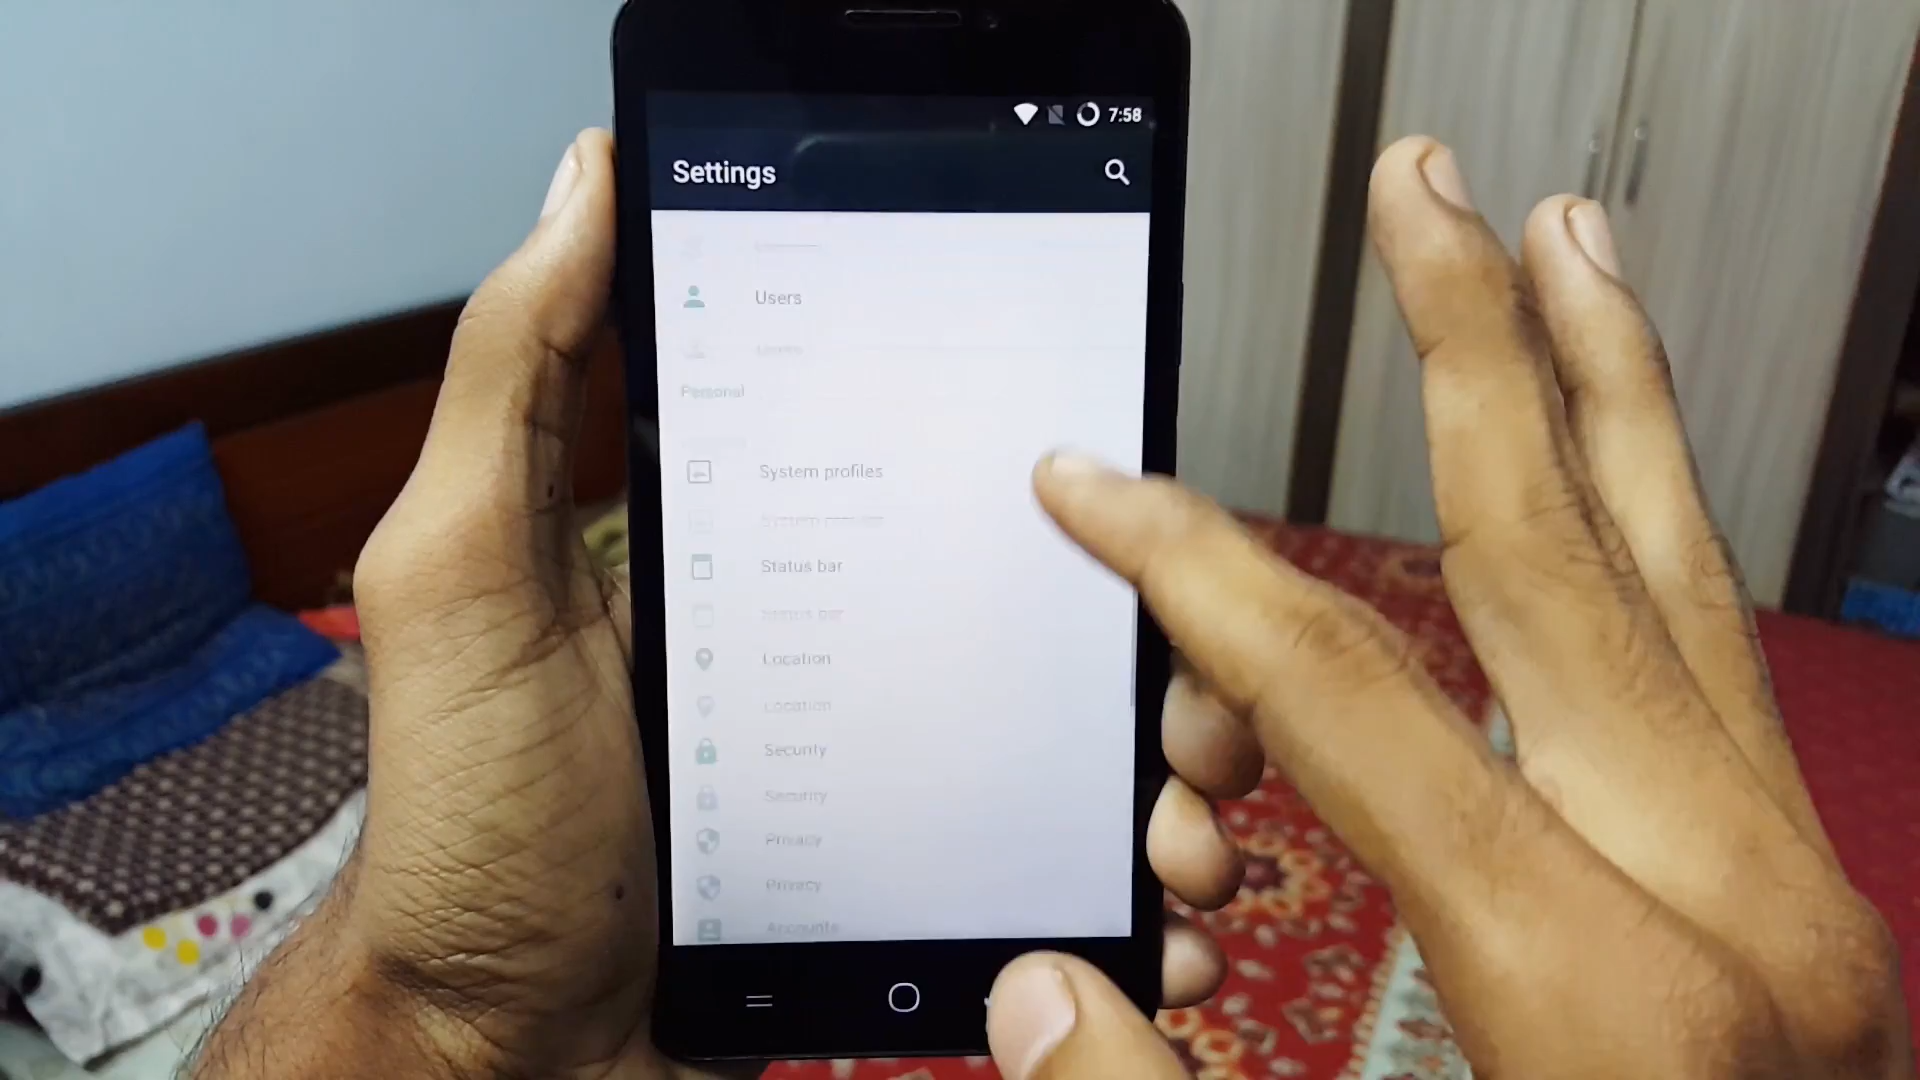 7:58
Settings
Users
Personal
System profiles
System profiles
Status bar
Status bar
Location
Location
Security
Security
Privacy
Privacy
Accounts